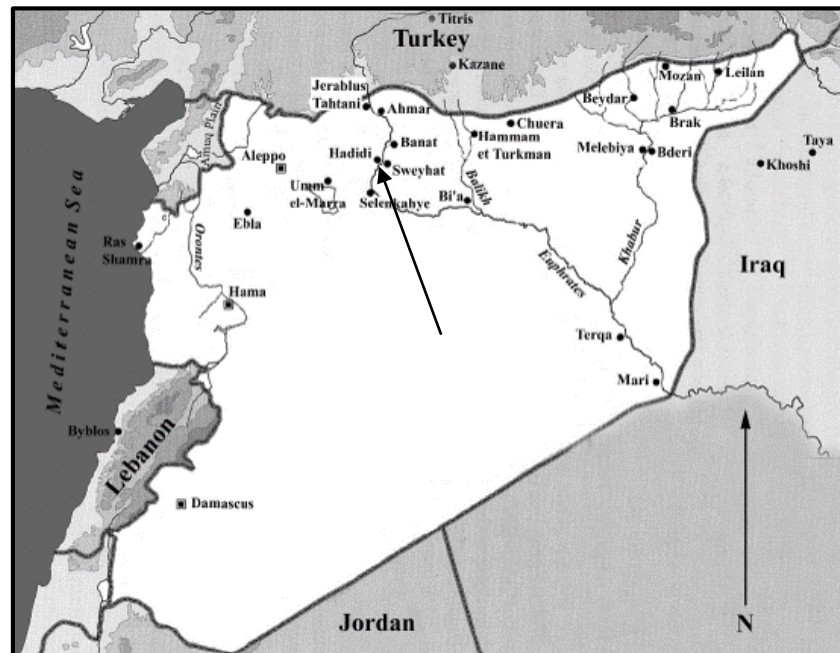 Titris
Turkey
Kazane
Jerablus
Tahtani
Ahmar
Mozan
Leilan
Beydar
Amuq Plain
Chuera
Brak
Banat
Hammam
et Turkman
Taya
Hadidi
Melebiya
Bderi
Khoshi
Aleppo
Sweyhat
Umm
el-Marra
Selenkahye
Bi'a
Balikh
Ebla
Mediterranean Sea
Ras
Shamra
Orontes
Khabur
Euphrates
Iraq
Hama
Terqa
Mari
Byblos
Lebanon
Damascus
Jordan
N